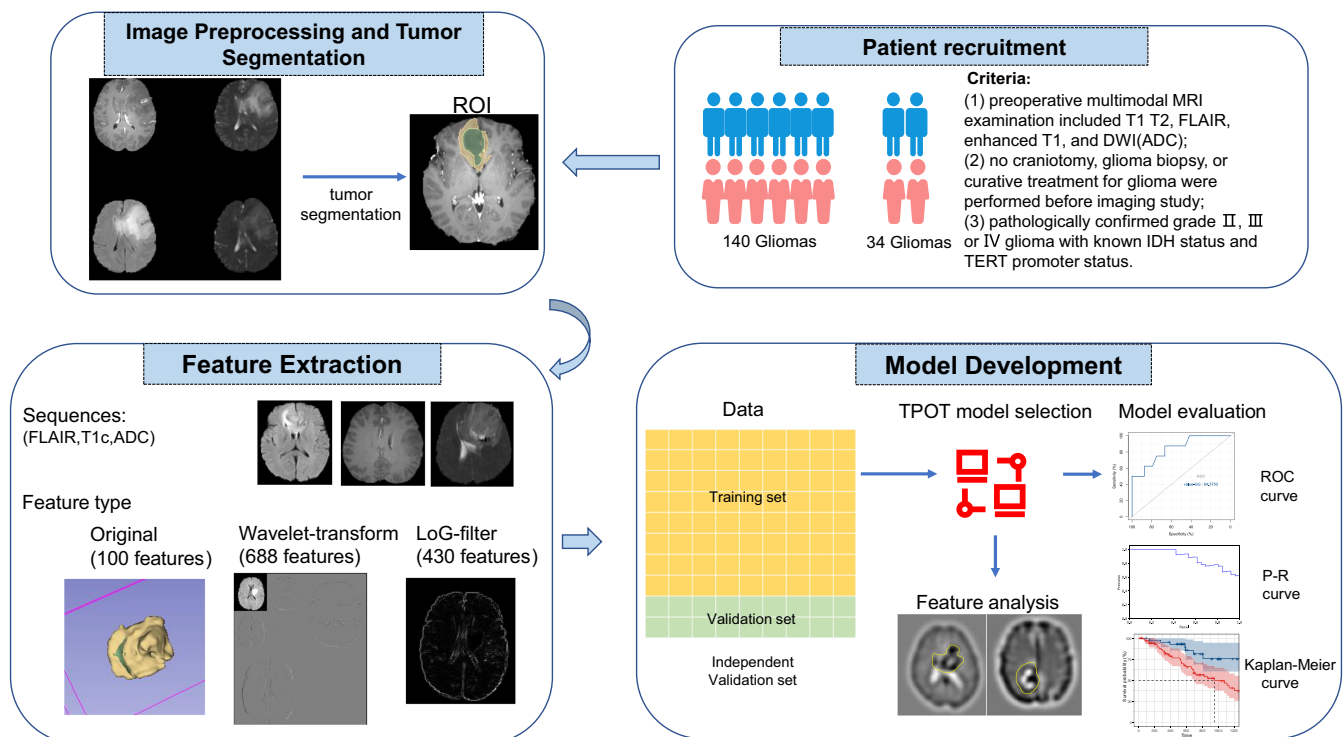 Image Preprocessing and Tumor
Segmentation
ROI
tumor
segmentation
Patient recruitment
140 Gliomas
34 Gliomas
Criteria:
(1) preoperative multimodal MRI
examination included T1 T2, FLAIR,
enhanced T1, and DWI(ADC);
(2) no craniotomy, glioma biopsy, or
curative treatment for glioma were
performed before imaging study;
(3) pathologically confirmed grade Ⅱ, Ⅲ
or Ⅳ glioma with known IDH status and
TERT promoter status.
Feature Extraction
Sequences:
(FLAIR,T1c,ADC)
Feature type
Original
(100 features)
Wavelet-transform
(688 features)
LoG-filter
(430 features)
Model Development
Data
Training set
Validation set
Independent
Validation set
TPOT model selection
Feature analysis
Model evaluation
Sensitivity (%)
Specificity (%)
ROC
curve
P-R
curve
Survival probability (%)
Kaplan-Meier
curve